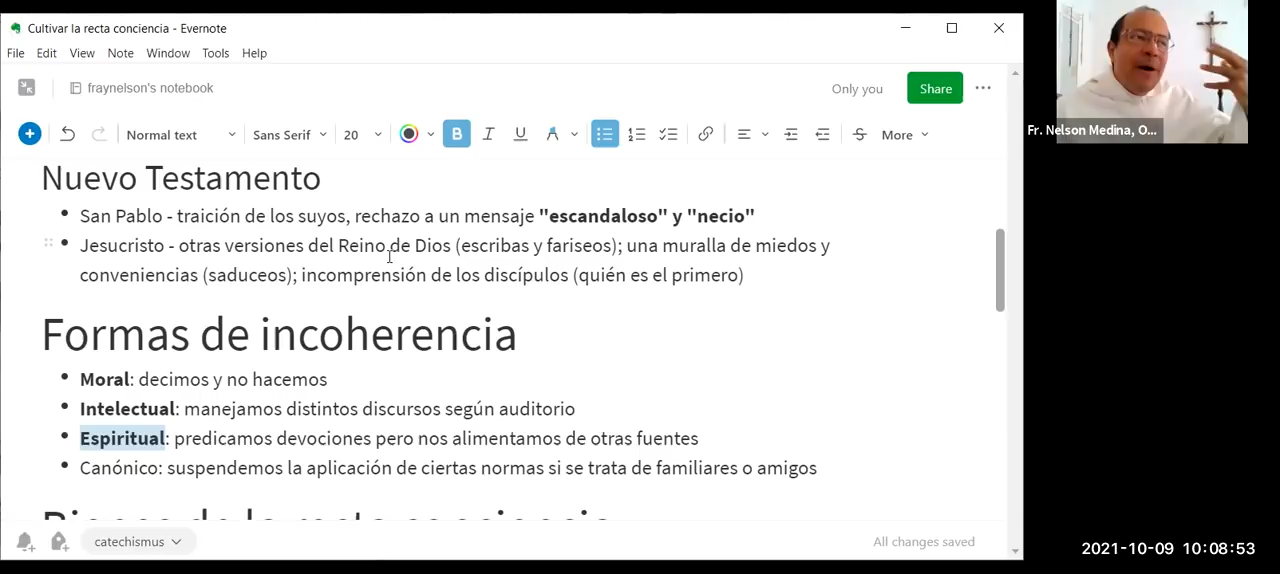 Cultivar la recta conciencia - Evernote
File Edit View Note Window Tools Help
fraynelson's notebook
Only you
Share
Normal text
Sans Serif
20
B
I
U
A
More
Nuevo Testamento
San Pablo - traición de los suyos, rechazo a un mensaje "escandaloso" y "necio"
Jesucristo - otras versiones del Reino de Dios (escribas y fariseos); una muralla de miedos y
conveniencias (saduceos); incomprensión de los discípulos (quién es el primero)
Formas de incoherencia
Moral: decimos y no hacemos
Intelectual: manejamos distintos discursos según auditorio
Espiritual: predicamos devociones pero nos alimentamos de otras fuentes
Canónico: suspendemos la aplicación de ciertas normas si se trata de familiares o amigos
de la recta conciencia
catechismus
All changes saved
Fr. Nelson Medina, O...
2021-10-09 10:08:53